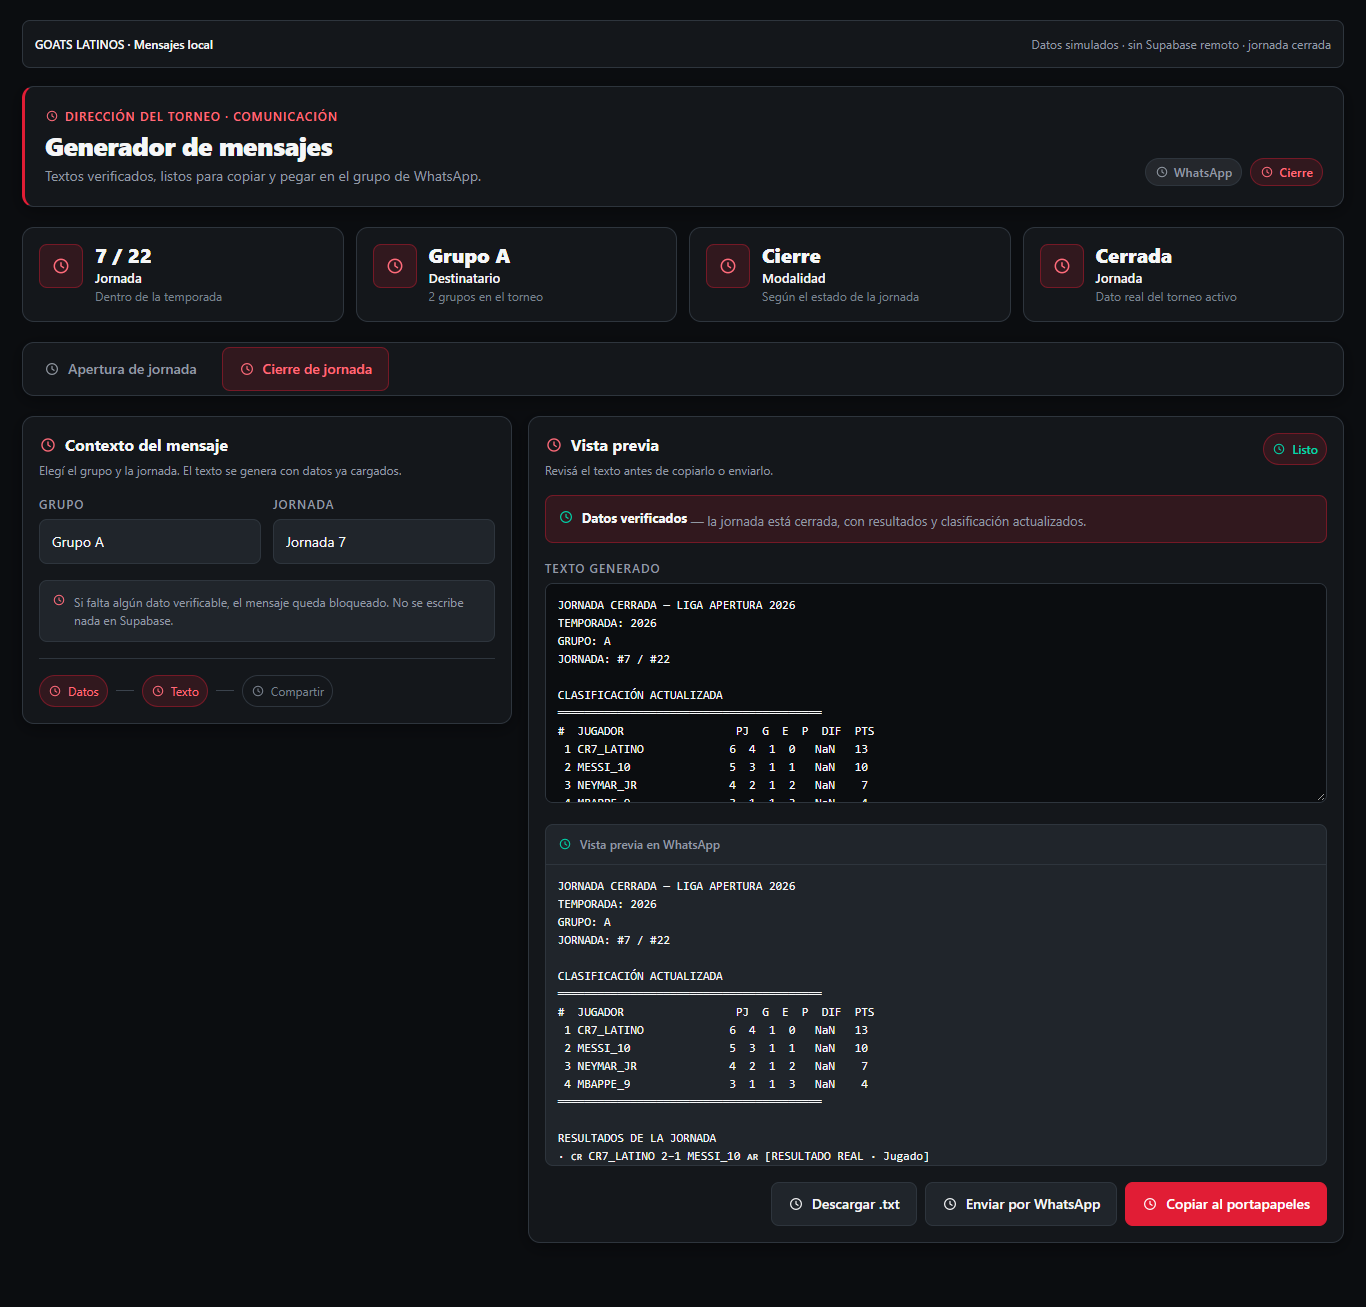 GOATS LATINOS · Mensajes local
Datos simulados · sin Supabase remoto · jornada cerrada
DIRECCIÓN DEL TORNEO · COMUNICACIÓN
Generador de mensajes
Textos verificados, listos para copiar y pegar en el grupo de WhatsApp.
WhatsApp
Cierre
7 / 22
Jornada
Dentro de la temporada
Grupo A
Destinatario
2 grupos en el torneo
Cierre
Modalidad
Según el estado de la jornada
Cerrada
Jornada
Dato real del torneo activo
Apertura de jornada
Cierre de jornada
Contexto del mensaje
Elegí el grupo y la jornada. El texto se genera con datos ya cargados.
GRUPO
JORNADA
Grupo A
Jornada 7
Si falta algún dato verificable, el mensaje queda bloqueado. No se escribe
nada en Supabase.
Datos
Texto
Compartir
Vista previa
Listo
Revisá el texto antes de copiarlo o enviarlo.
Datos verificados — la jornada está cerrada, con resultados y clasificación actualizados.
TEXTO GENERADO
JORNADA CERRADA — LIGA APERTURA 2026
TEMPORADA: 2026
GRUPO: A
JORNADA: #7 / #22
CLASIFICACIÓN ACTUALIZADA
════════════════════════════════════════
# JUGADOR PJ G E P DIF PTS
1 CR7_LATINO 6 4 1 0 NaN 13
2 MESSI_10 5 3 1 1 NaN 10
3 NEYMAR_JR 4 2 1 2 NaN 7
4 MBAPPE_9 3 1 1 3 NaN 4
Vista previa en WhatsApp
JORNADA CERRADA — LIGA APERTURA 2026
TEMPORADA: 2026
GRUPO: A
JORNADA: #7 / #22
CLASIFICACIÓN ACTUALIZADA
════════════════════════════════════════
# JUGADOR PJ G E P DIF PTS
1 CR7_LATINO 6 4 1 0 NaN 13
2 MESSI_10 5 3 1 1 NaN 10
3 NEYMAR_JR 4 2 1 2 NaN 7
4 MBAPPE_9 3 1 1 3 NaN 4
════════════════════════════════════════
RESULTADOS DE LA JORNADA
· CR CR7_LATINO 2–1 MESSI_10 AR [RESULTADO REAL · Jugado]
Descargar .txt
Enviar por WhatsApp
Copiar al portapapeles